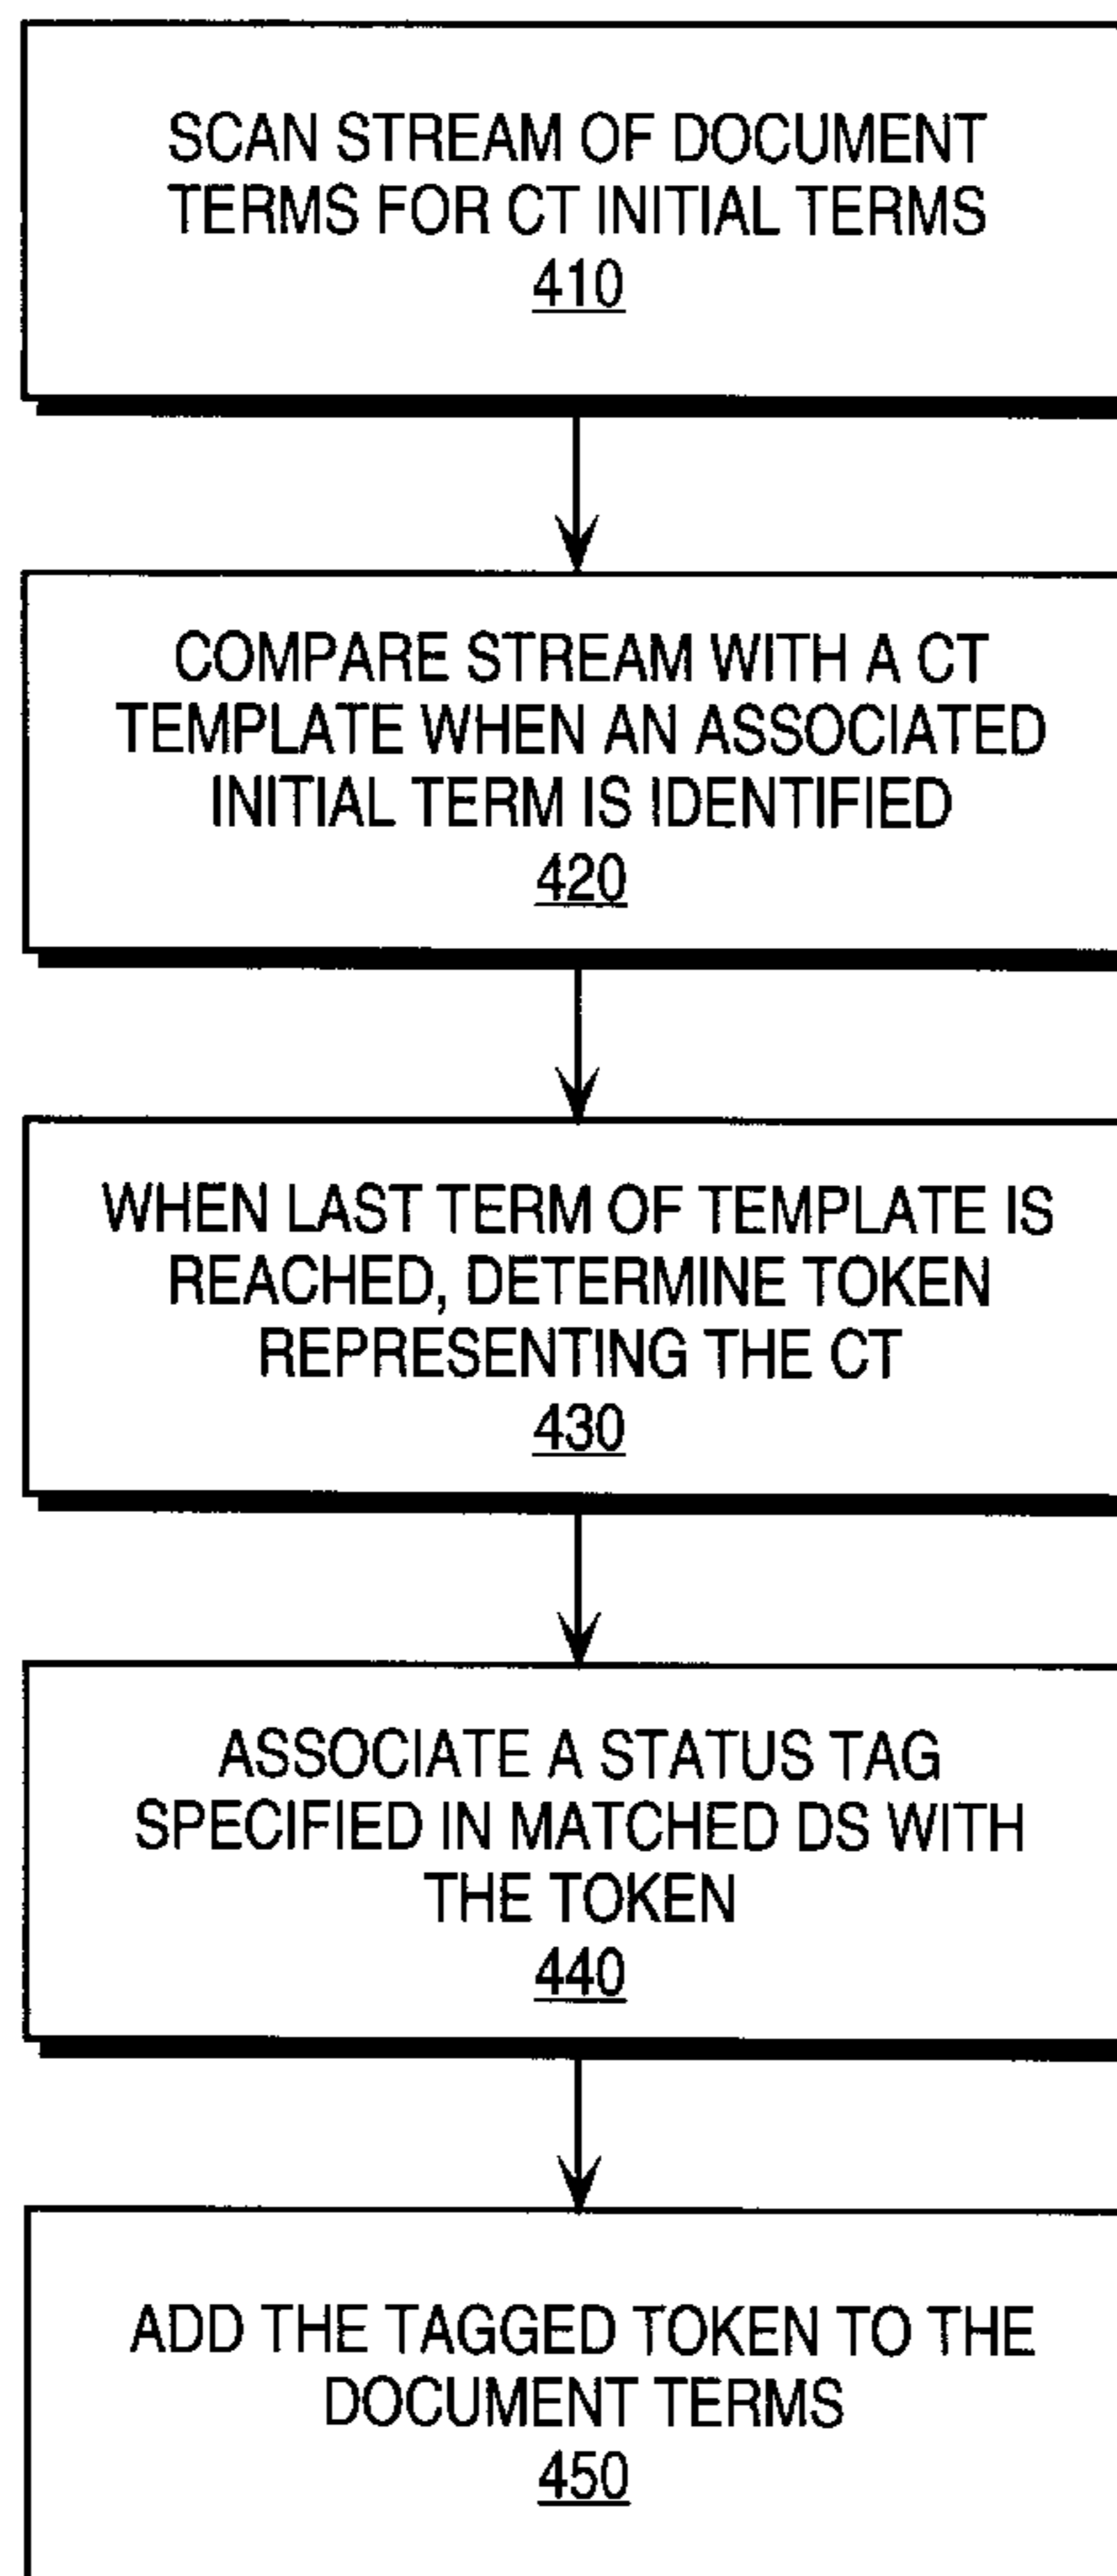 SCAN STREAM OF DOCUMENT
TERMS FOR CT INITIAL TERMS
410
COMPARE STREAM WITH A CT
TEMPLATE WHEN AN ASSOCIATED
INITIAL TERM IS IDENTIFIED
420
WHEN LAST TERM OF TEMPLATE IS
REACHED, DETERMINE TOKEN
REPRESENTING THE CT
430
ASSOCIATE A STATUS TAG
SPECIFIED IN MATCHED DS WITH
THE TOKEN
440
ADD THE TAGGED TOKEN TO THE
DOCUMENT TERMS
450